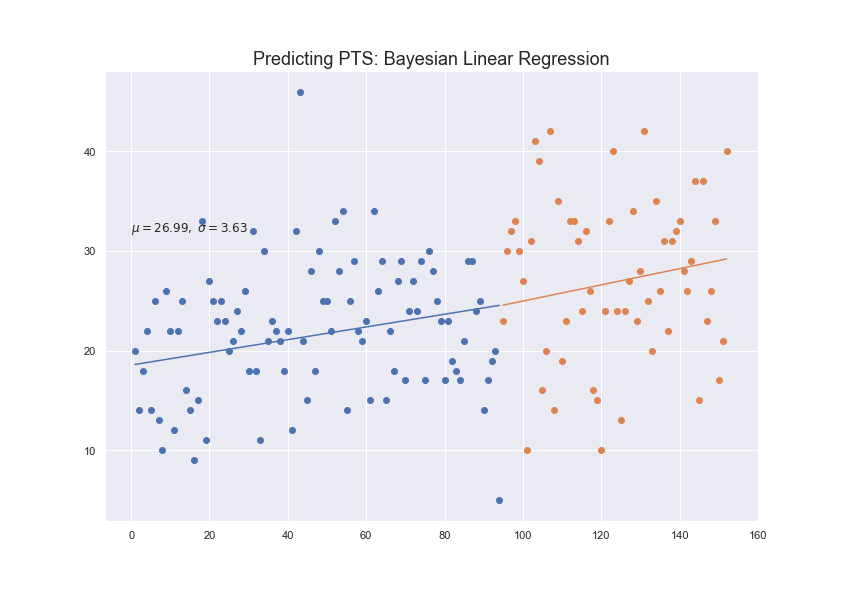 Predicting PTS: Bayesian Linear Regression
40
μ = 26.99, σ = 3.63
30
20
10
0 20 40 60 80 100 120 140 160